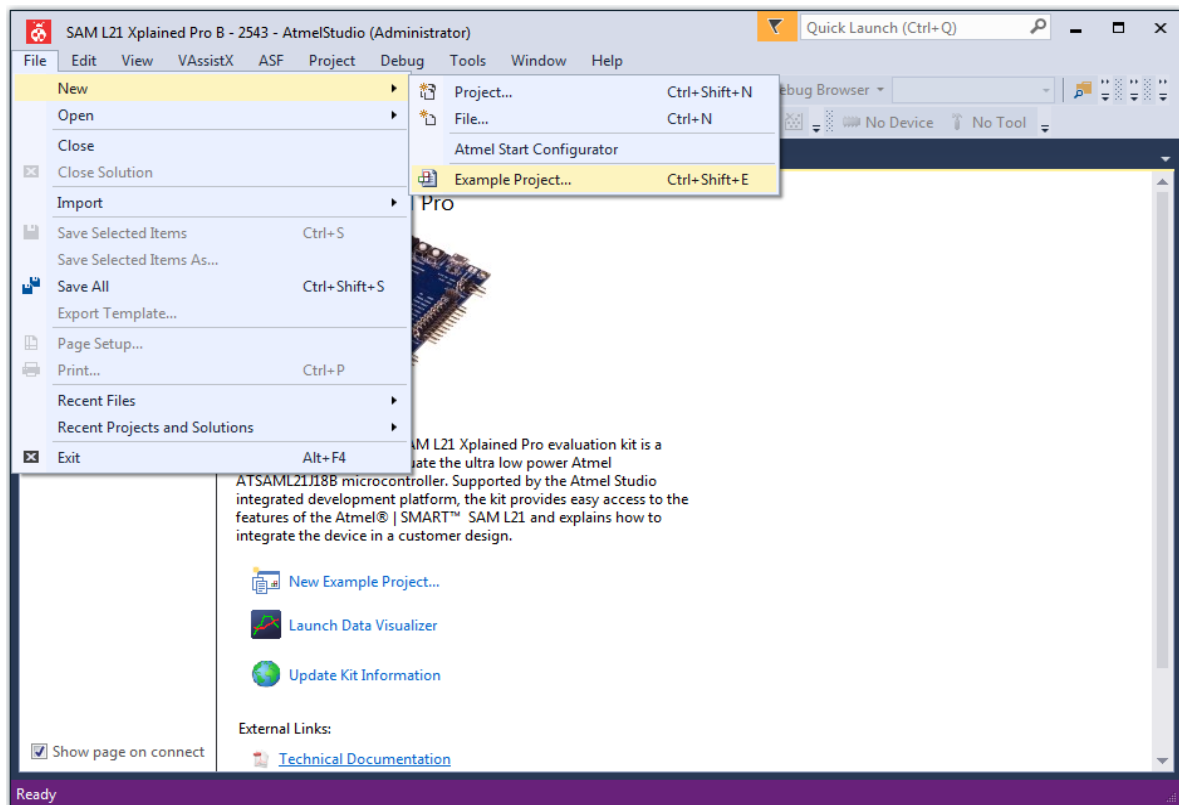 SAM L21 Xplained Pro B - 2543 - AtmelStudio (Administrator)
Quick Launch (Ctrl+Q)
File Edit View VAssistX ASF Project Debug Tools Window Help
New
Open
Close
Close Solution
Import
Save Selected Items Ctrl+S
Save Selected Items As...
Save All Ctrl+Shift+S
Export Template...
Page Setup...
Print... Ctrl+P
Recent Files
Recent Projects and Solutions
Exit Alt+F4
Project... Ctrl+Shift+N
File... Ctrl+N
Atmel Start Configurator
Example Project... Ctrl+Shift+E
Browser
No Device No Tool
Pro
L21 Xplained Pro evaluation kit is a
the ultra low power Atmel
ATSAML21J18B microcontroller. Supported by the Atmel Studio
integrated development platform, the kit provides easy access to the
features of the Atmel® | SMART™ SAM L21 and explains how to
integrate the device in a customer design.
New Example Project...
Launch Data Visualizer
Update Kit Information
External Links:
Technical Documentation
Show page on connect
Ready